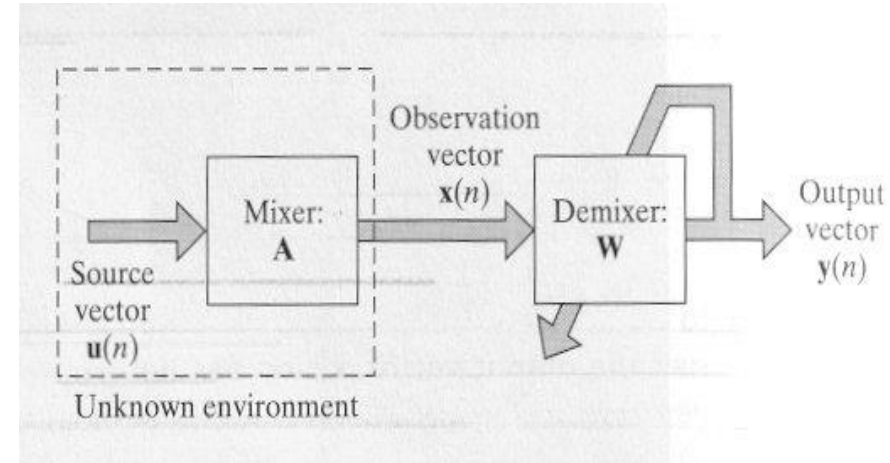 Mixer:
A
Source
vector
u(n)
Unknown environment
Observation
vector
x(n)
Demixer:
W
Output
vector
y(n)